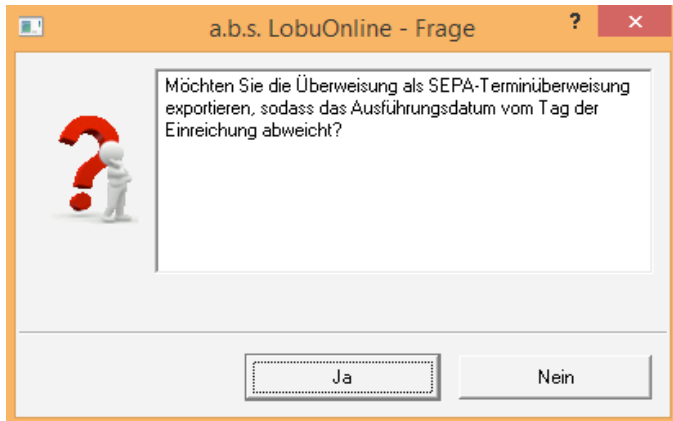 a.b.s. LobuOnline - Frage
?
×
Möchten Sie die Überweisung als SEPA-Terminüberweisung
exportieren, sodass das Ausführungsdatum vom Tag der
Einreichung abweicht?
Ja
Nein